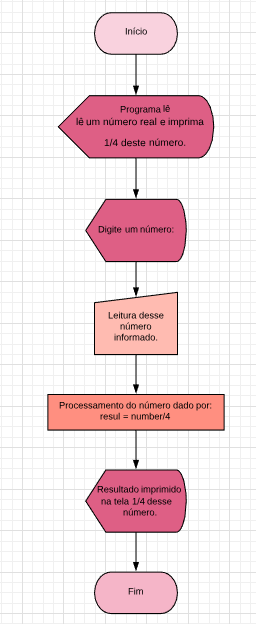 Início
Programa lê
lê um número real e imprima
1/4 deste número.
Digite um número:
Leitura desse
número
informado.
Processamento do número dado por:
resul = number/4
Resultado imprimido
na tela 1/4 desse
número.
Fim